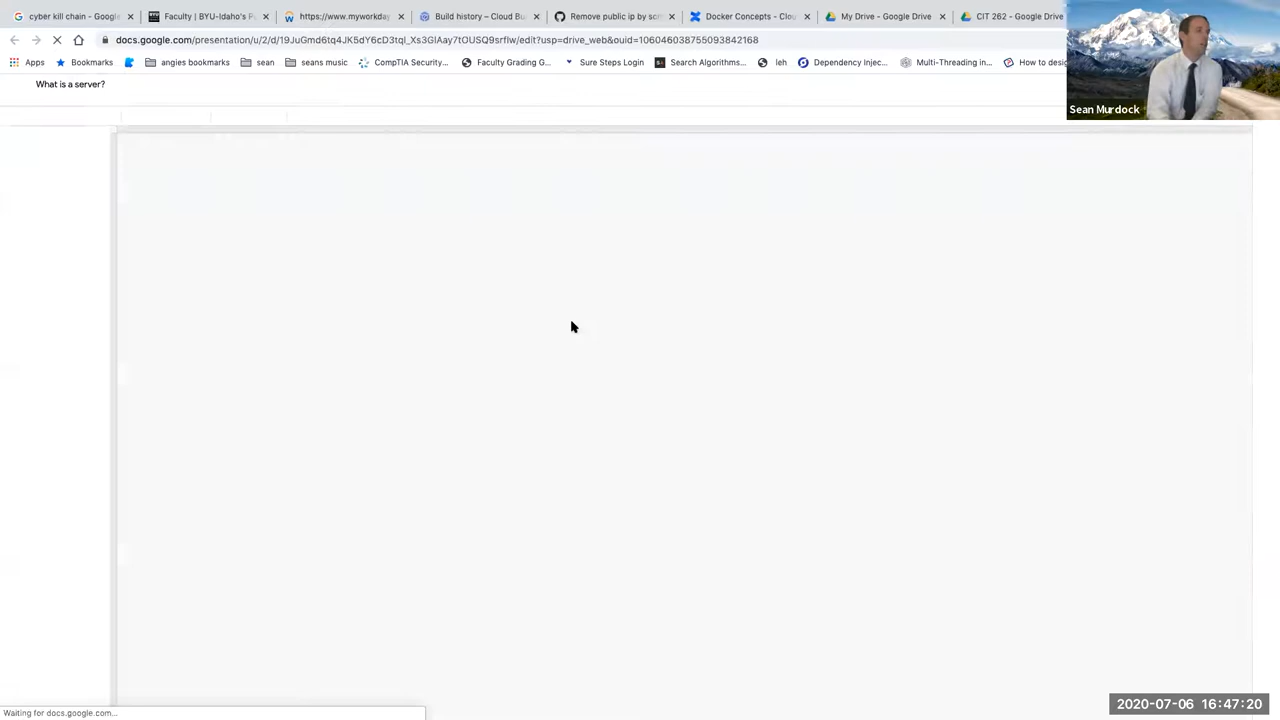 cyber kill chain - Google
Faculty | BYU-Idaho's P
https://www.myworkday
Build history – Cloud Bu
Remove public ip by scm
Docker Concepts - Clou
My Drive - Google Drive
CIT 262 - Google Drive
docs.google.com/presentation/u/2/d/
/edit?usp=drive_web&ouid=106046038755093842168
Apps Bookmarks angies bookmarks sean seans music CompTIA Security... Faculty Grading G... Sure Steps Login Search Algorithms... leh Dependency Injec... Multi-Threading in... How to desig
What is a server?
Sean Murdock
Waiting for docs.google.com...
2020-07-06 16:47:20